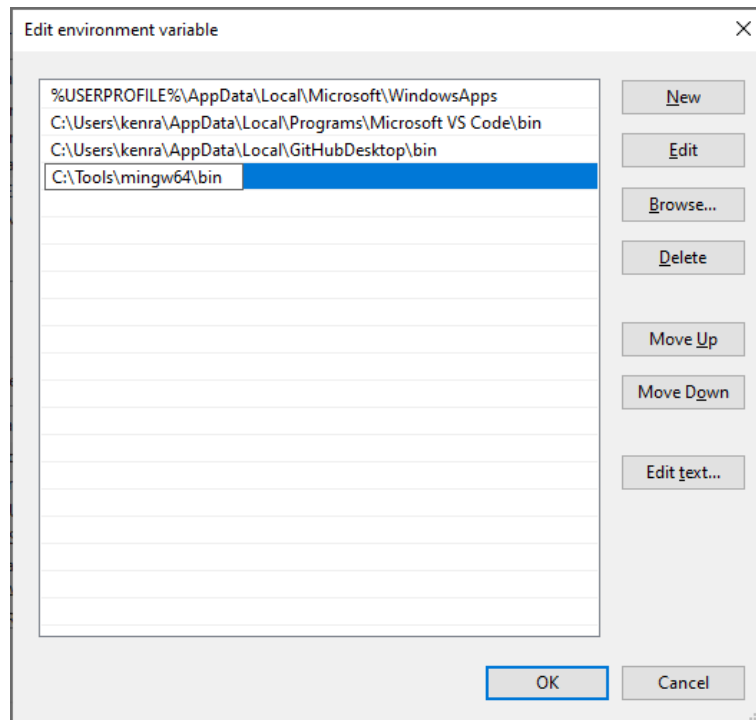 Edit environment variable
%USERPROFILE%\AppData\Local\Microsoft\WindowsApps
C:\Users\kenra\AppData\Local\Programs\Microsoft VS Code\bin
C:\Users\kenra\AppData\Local\GitHubDesktop\bin
C:\Tools\mingw64\bin
New
Edit
Browse...
Delete
Move Up
Move Down
Edit text...
OK
Cancel